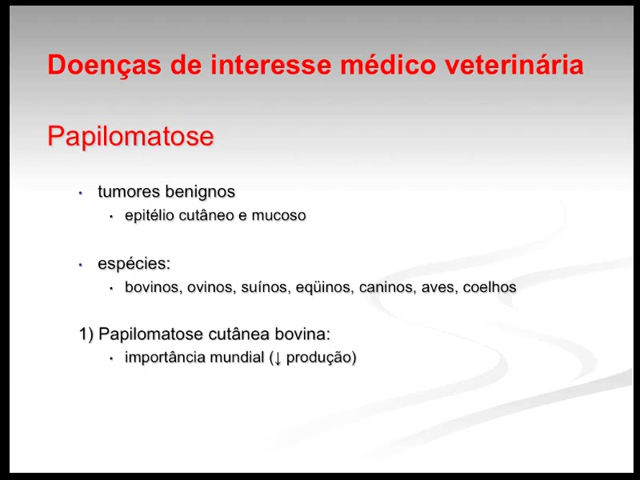 Doenças de interesse médico veterinária
Papilomatose
• tumores benignos
• epitélio cutâneo e mucoso
• espécies:
• bovinos, ovinos, suínos, eqüinos, caninos, aves, coelhos
1) Papilomatose cutânea bovina:
• importância mundial (↓ produção)